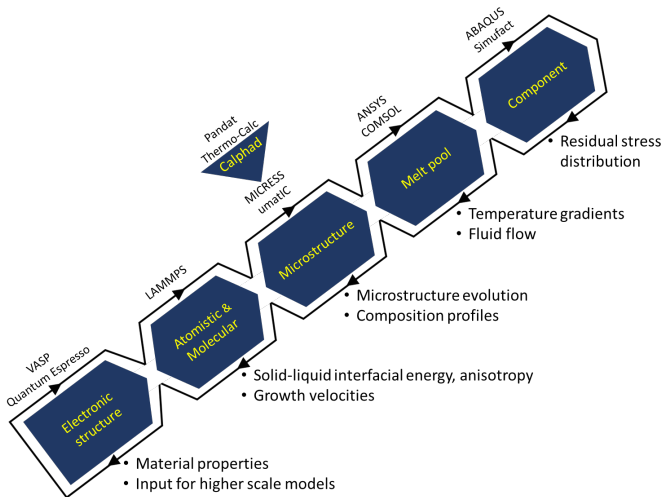 ABAQUS
Simufact
Component
• Residual stress
distribution
ANSYS
COMSOL
Melt pool
• Temperature gradients
• Fluid flow
Pandat
Thermo-Calc
Calphad
MICRESS
umatIC
Microstructure
• Microstructure evolution
• Composition profiles
LAMMPS
Atomistic &
Molecular
• Solid-liquid interfacial energy, anisotropy
• Growth velocities
VASP
Quantum Espresso
Electronic
structure
• Material properties
• Input for higher scale models